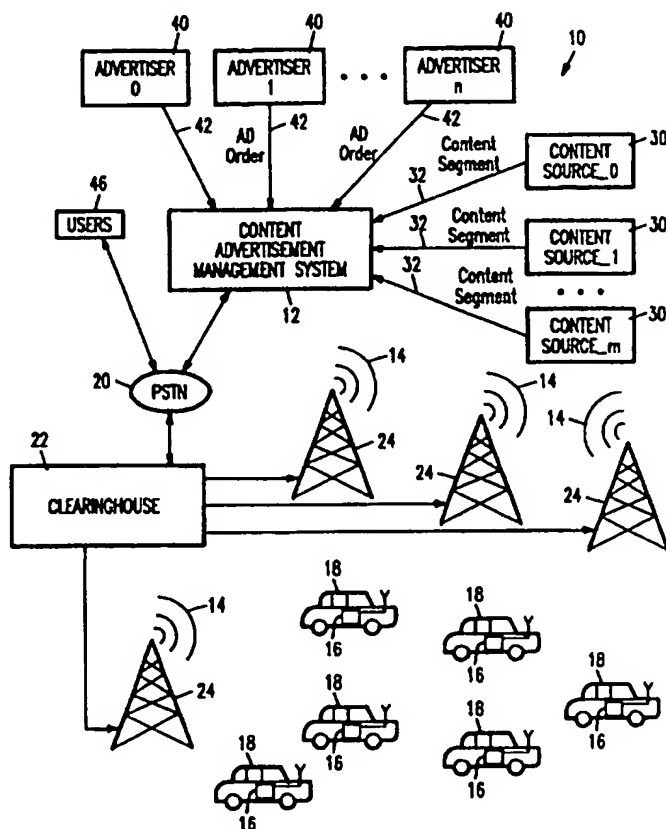 40
40
40
10
ADVERTISER
0
ADVERTISER
1
• • •
ADVERTISER
n
42
42
42
AD
Order
AD
Order
Content
Segment
32
30
CONTENT
SOURCE_0
46
USERS
CONTENT
ADVERTISEMENT
MANAGEMENT SYSTEM
12
Content
Segment
32
30
CONTENT
SOURCE_1
Content
Segment
32
• • •
30
CONTENT
SOURCE_m
20
PSTN
14
14
14
22
CLEARINGHOUSE
24
24
24
14
24
18
16
18
16
18
16
18
16
18
16
18
16